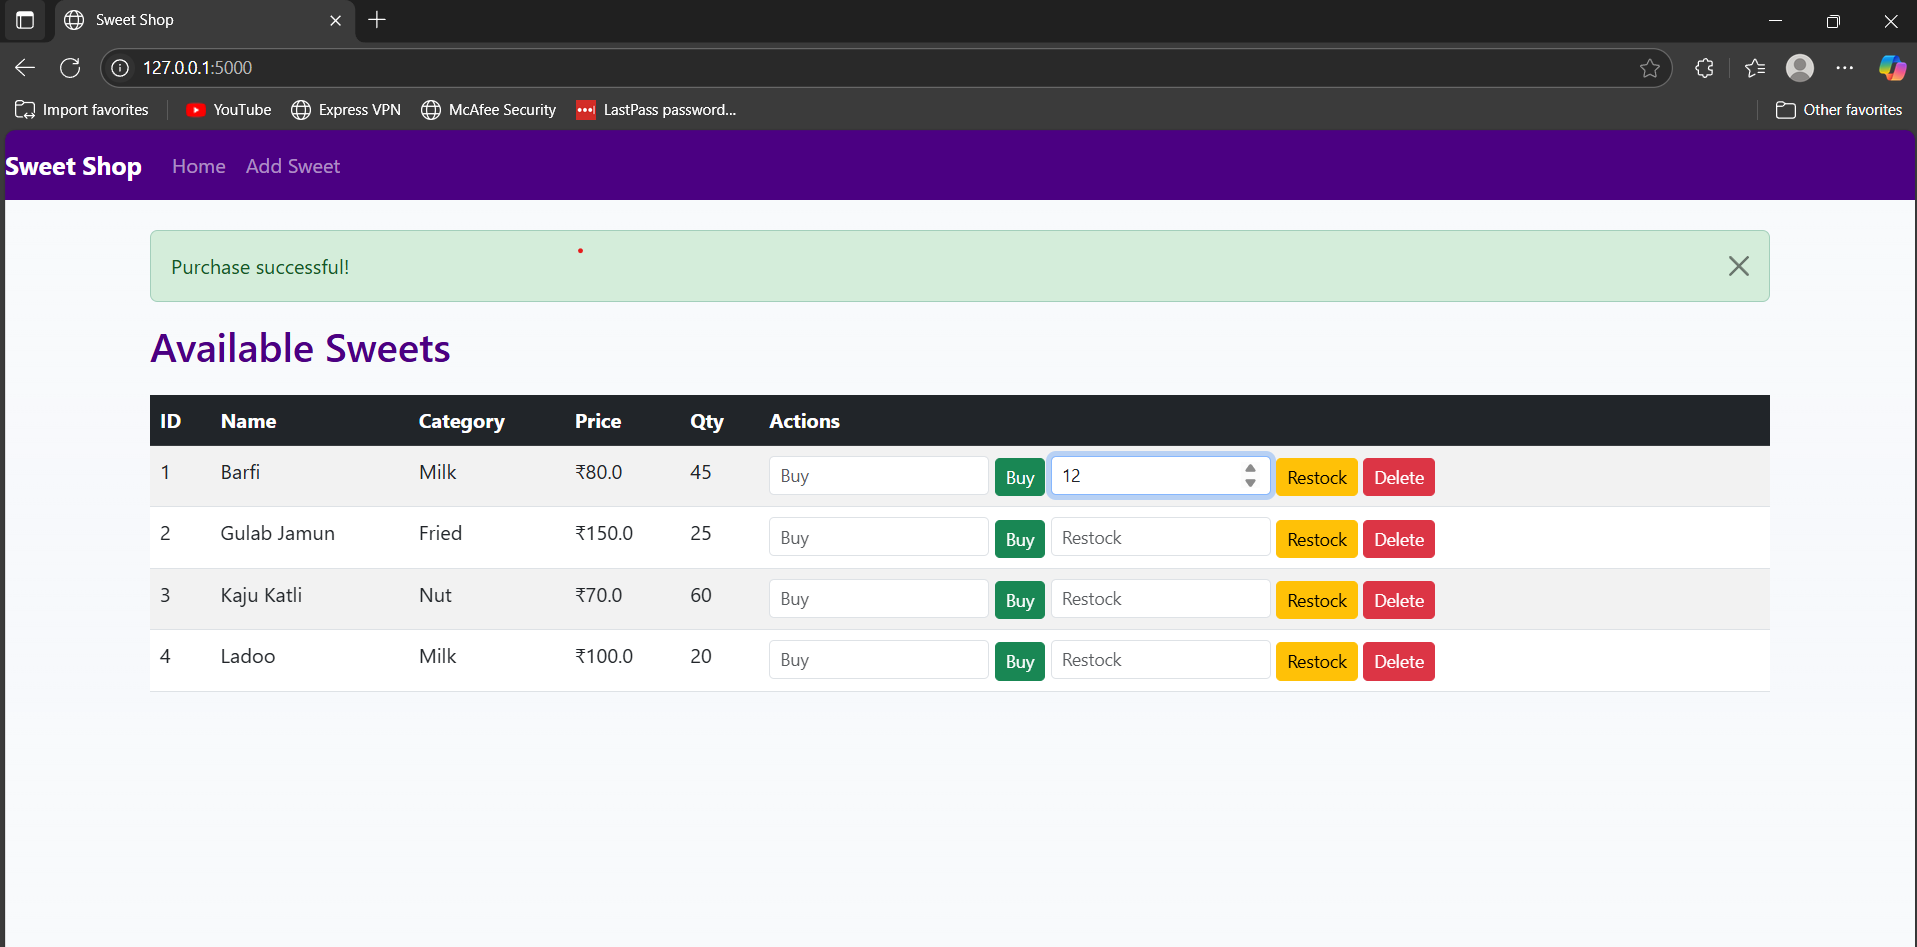 Sweet Shop
127.0.0.1:5000
Import favorites YouTube Express VPN McAfee Security LastPass password... Other favorites
Sweet Shop Home Add Sweet
Purchase successful!
Available Sweets
ID Name Category Price Qty Actions
1 Barfi Milk ₹80.0 45 Buy Buy 12 Restock Delete
2 Gulab Jamun Fried ₹150.0 25 Buy Buy Restock Restock Delete
3 Kaju Katli Nut ₹70.0 60 Buy Buy Restock Restock Delete
4 Ladoo Milk ₹100.0 20 Buy Buy Restock Restock Delete